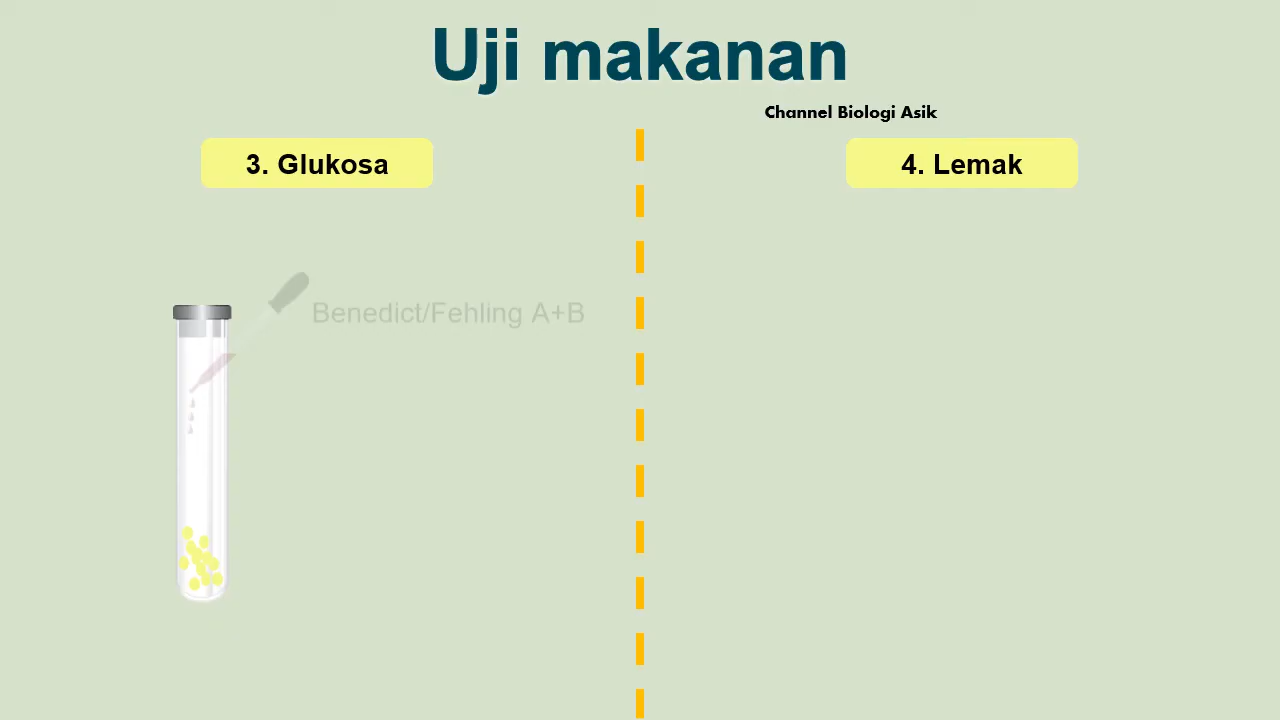 Uji makanan
Channel Biologi Asik
3. Glukosa
4. Lemak
Benedict/Fehling A+B